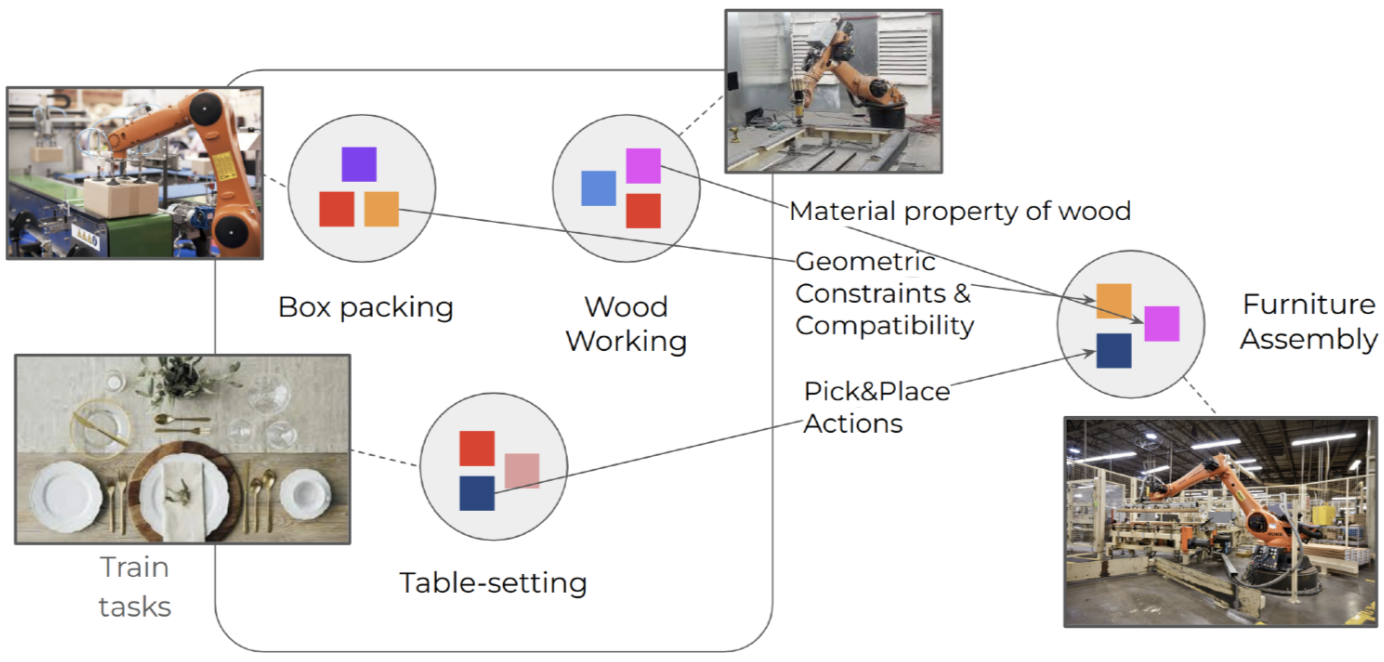 Material property of wood
Geometric
Constraints &
Compatibility
Box packing
Wood
Working
Furniture
Assembly
Pick&Place
Actions
Train
tasks
Table-setting